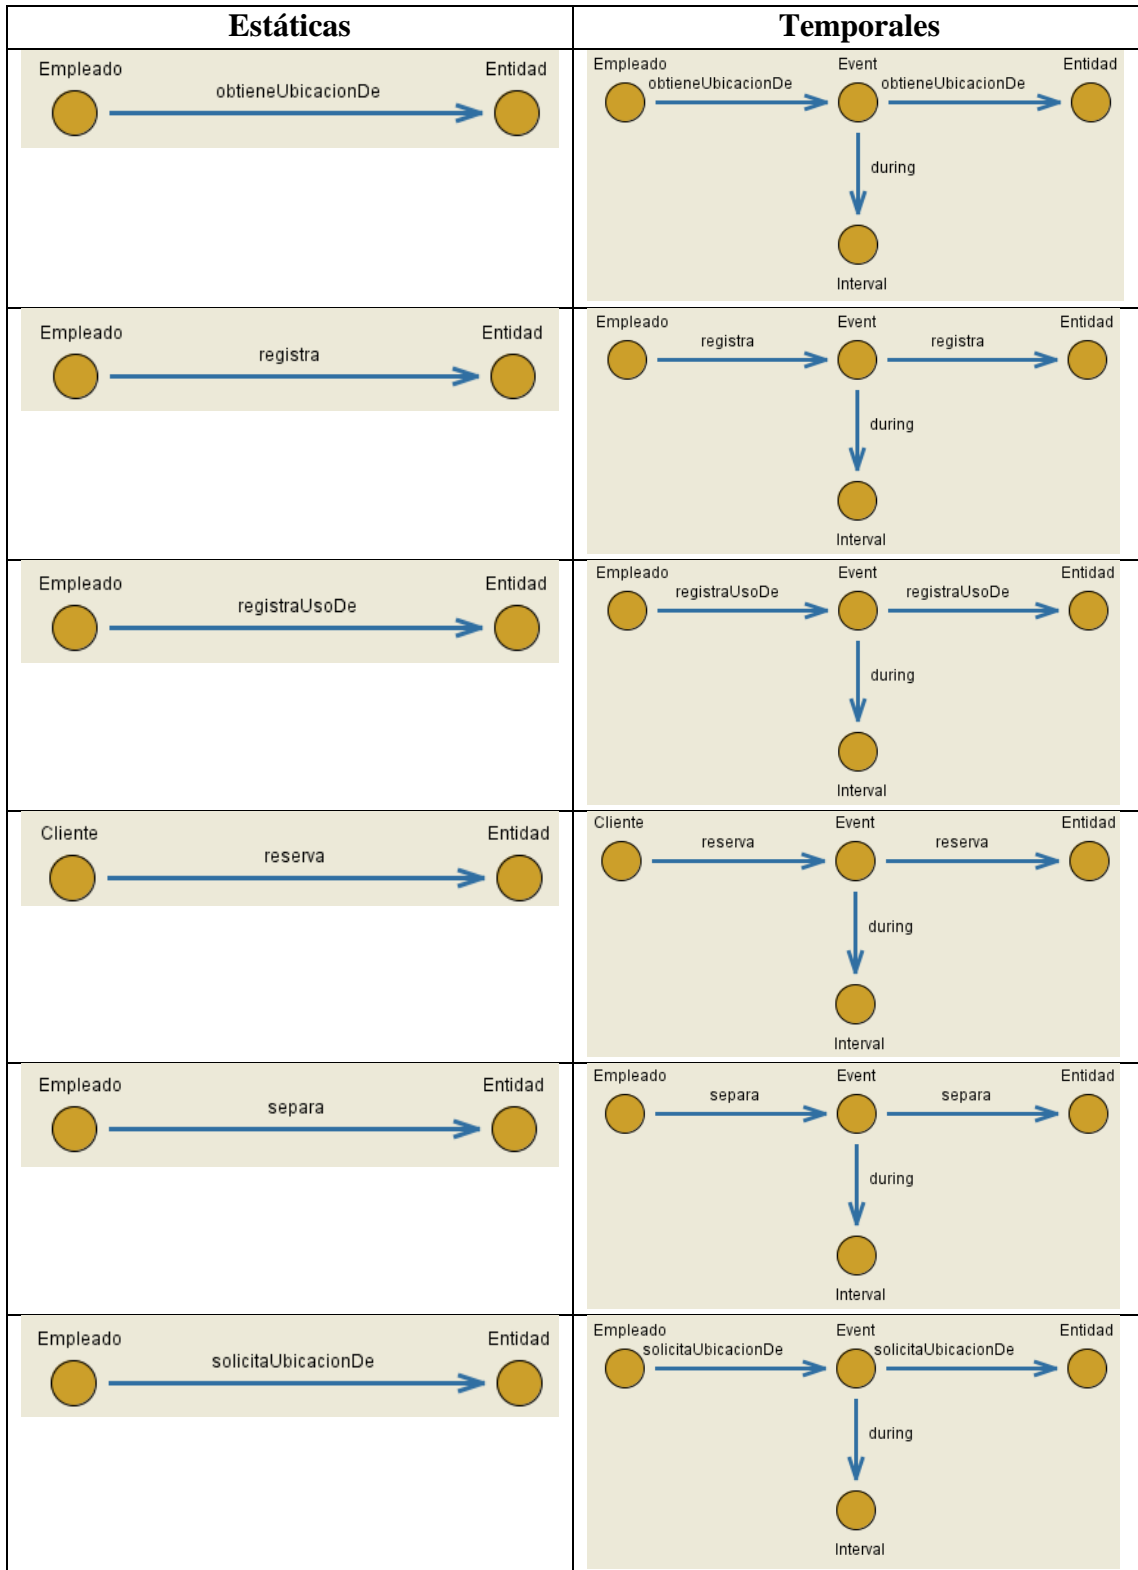 Estáticas Temporales
Empleado Entidad
obtieneUbicacionDe
Empleado Event Entidad
obtieneUbicacionDe obtieneUbicacionDe
during
Interval
Empleado Entidad
registra
Empleado Event Entidad
registra registra
during
Interval
Empleado Entidad
registraUsoDe
Empleado Event Entidad
registraUsoDe registraUsoDe
during
Interval
Cliente Entidad
reserva
Cliente Event Entidad
reserva reserva
during
Interval
Empleado Entidad
separa
Empleado Event Entidad
separa separa
during
Interval
Empleado Entidad
solicitaUbicacionDe
Empleado Event Entidad
solicitaUbicacionDe solicitaUbicacionDe
during
Interval